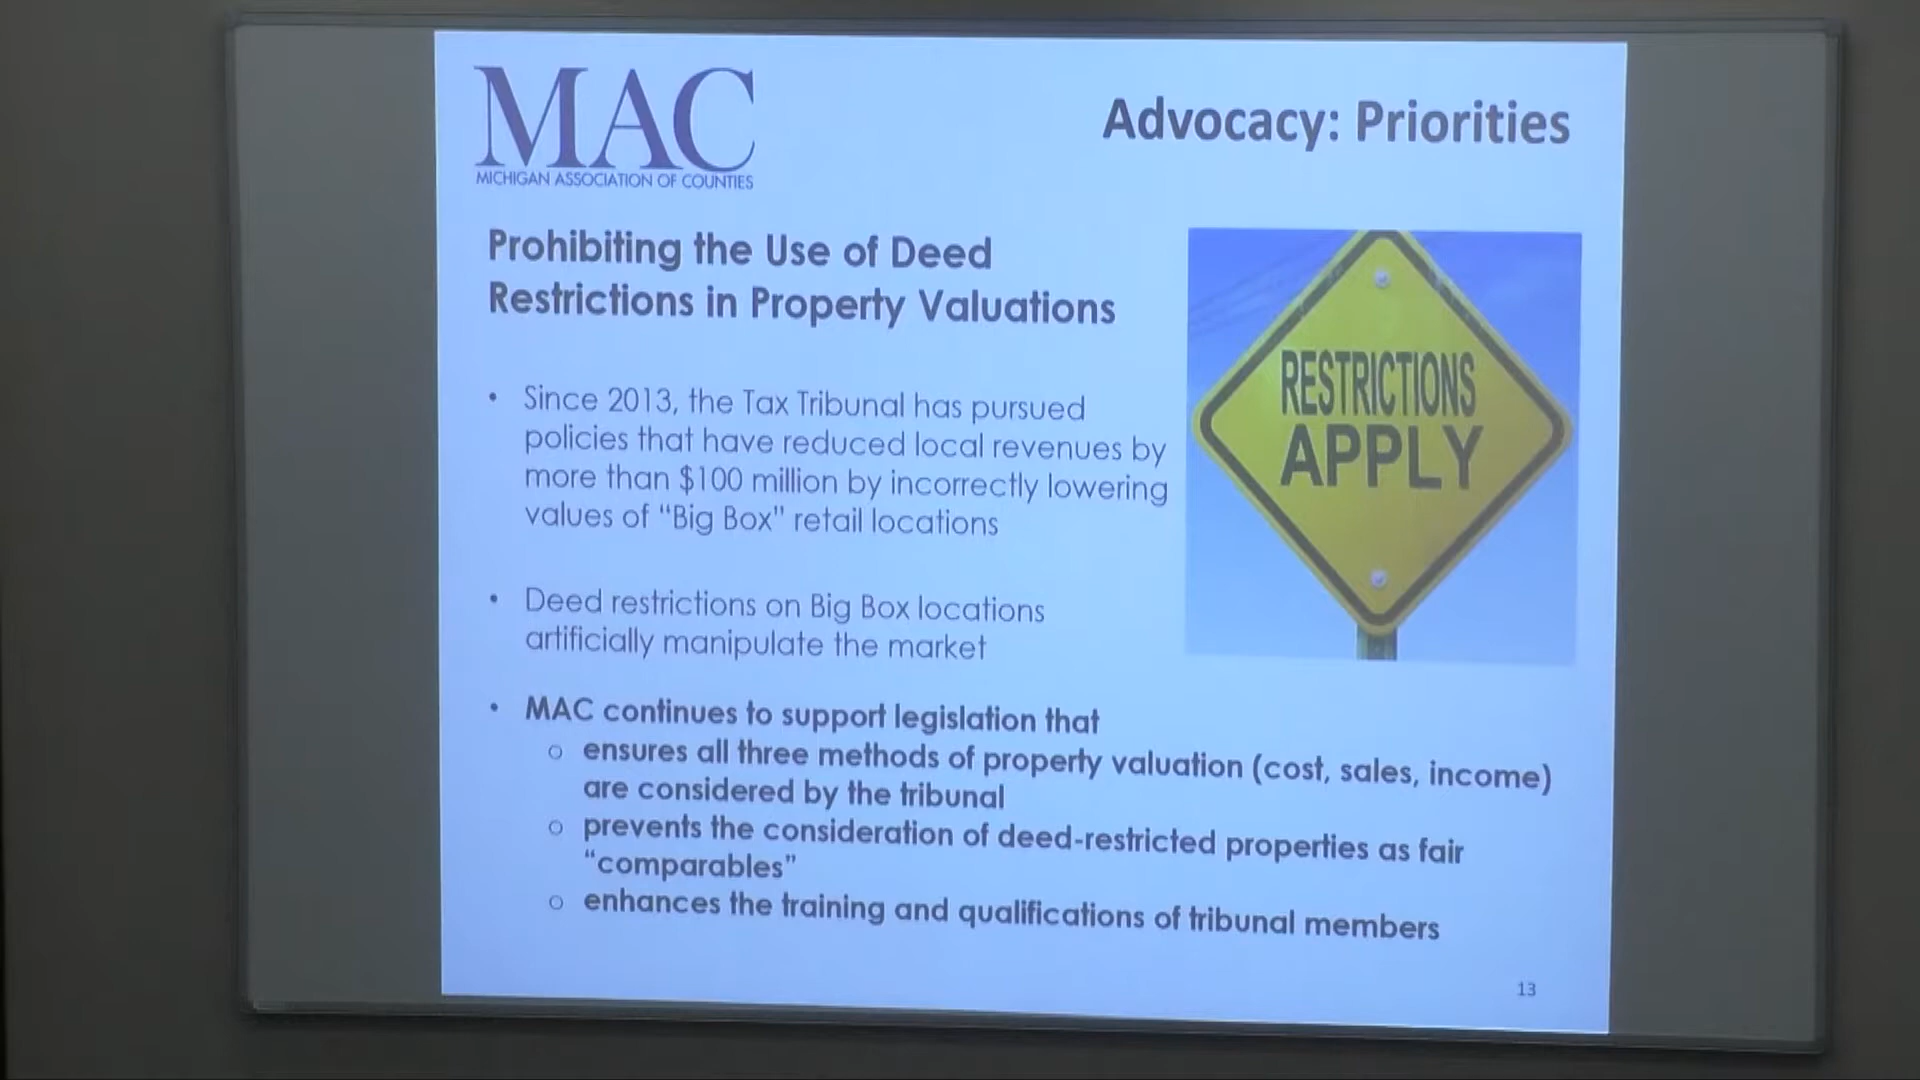 MAC
MICHIGAN ASSOCIATION OF COUNTIES
Advocacy: Priorities
Prohibiting the Use of Deed
Restrictions in Property Valuations
• Since 2013, the Tax Tribunal has pursued
policies that have reduced local revenues by
more than $100 million by incorrectly lowering
values of “Big Box” retail locations
• Deed restrictions on Big Box locations
artificially manipulate the market
RESTRICTIONS
APPLY
• MAC continues to support legislation that
o ensures all three methods of property valuation (cost, sales, income)
are considered by the tribunal
o prevents the consideration of deed-restricted properties as fair
“comparables”
o enhances the training and qualifications of tribunal members
13